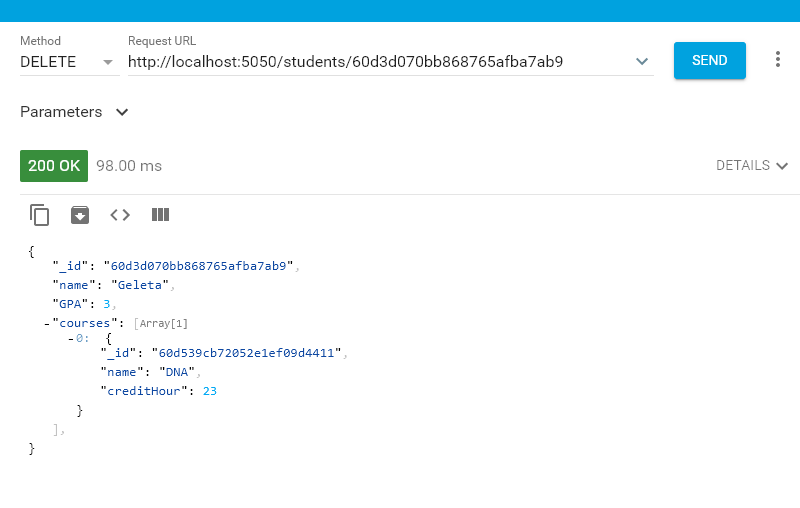 Method Request URL
DELETE http://localhost:5050/students/60d3d070bb868765afba7ab9 SEND
Parameters
200 OK 98.00 ms DETAILS
{
"_id": "60d3d070bb868765afba7ab9",
"name": "Geleta",
"GPA": 3,
-"courses": [Array[1]
-0: {
"_id": "60d539cb72052e1ef09d4411",
"name": "DNA",
"creditHour": 23
}
],
}